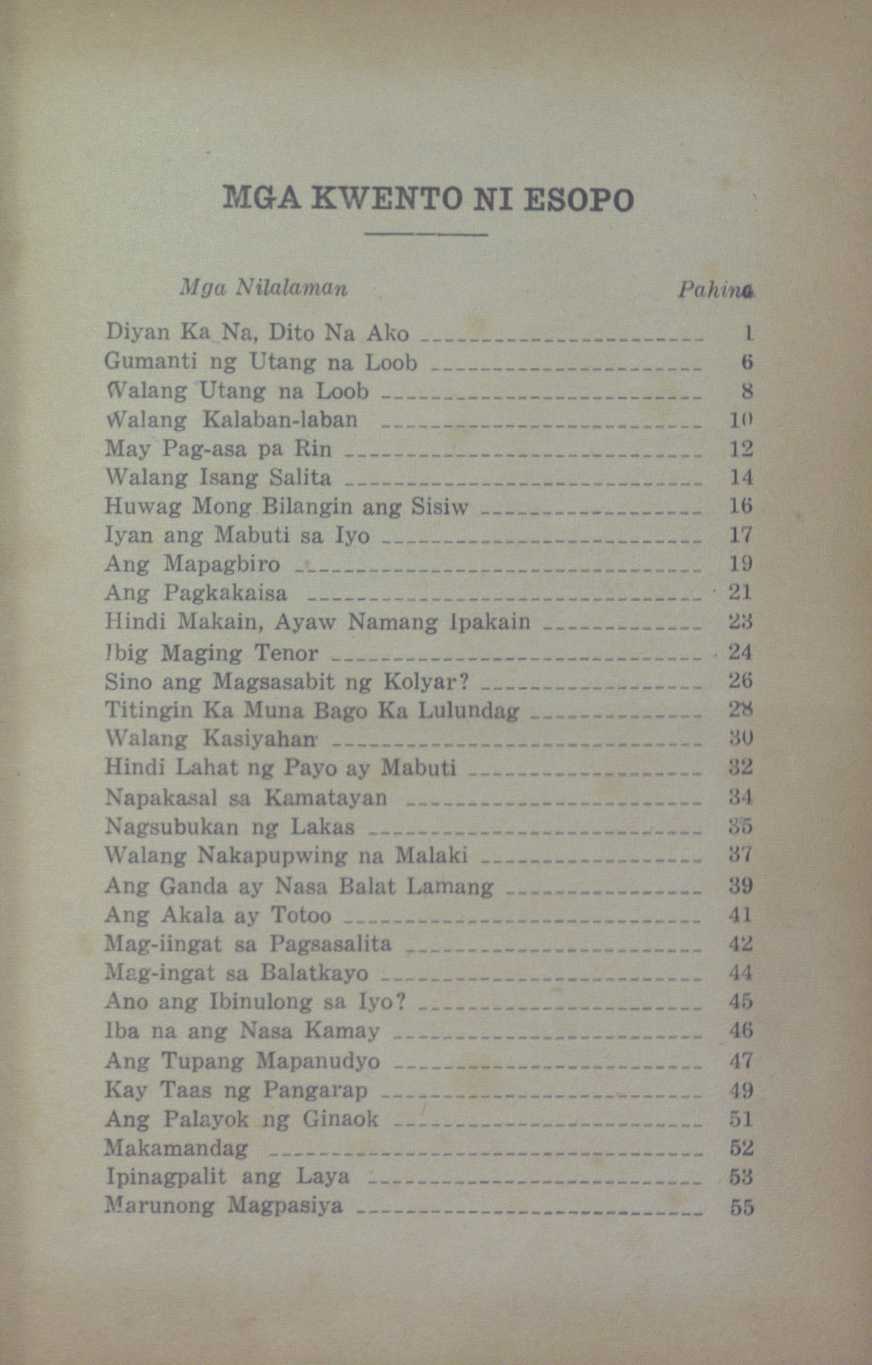 MGA KWENTO NI ESOPO
Mga Nilalaman Pahina
Diyan Ka Na, Dito Na Ako 1
Gumanti ng Utang na Loob 6
Walang Utang na Loob 8
Walang Kalaban-laban 10
May Pag-asa pa Rin 12
Walang Isang Salita 14
Huwag Mong Bilangin ang Sisiw 16
Iyan ang Mabuti sa Iyo 17
Ang Mapagbiro 19
Ang Pagkakaisa 21
Hindi Makain, Ayaw Namang Ipakain 23
Ibig Maging Tenor 24
Sino ang Magsasabit ng Kolyar? 26
Titingin Ka Muna Bago Ka Lulundag 28
Walang Kasiyahan 30
Hindi Lahat ng Payo ay Mabuti 32
Napakasal sa Kamatayan 34
Nagsubukan ng Lakas 35
Walang Nakapupwing na Malaki 37
Ang Ganda ay Nasa Balat Lamang 39
Ang Akala ay Totoo 41
Mag-iingat sa Pagsasalita 42
Mag-ingat sa Balatkayo 44
Ano ang Ibinulong sa Iyo? 45
Iba na ang Nasa Kamay 46
Ang Tupang Mapanudyo 47
Kay Taas ng Pangarap 49
Ang Palayok ng Ginaok 51
Makamandag 52
Ipinagpalit ang Laya 53
Marunong Magpasiya 55